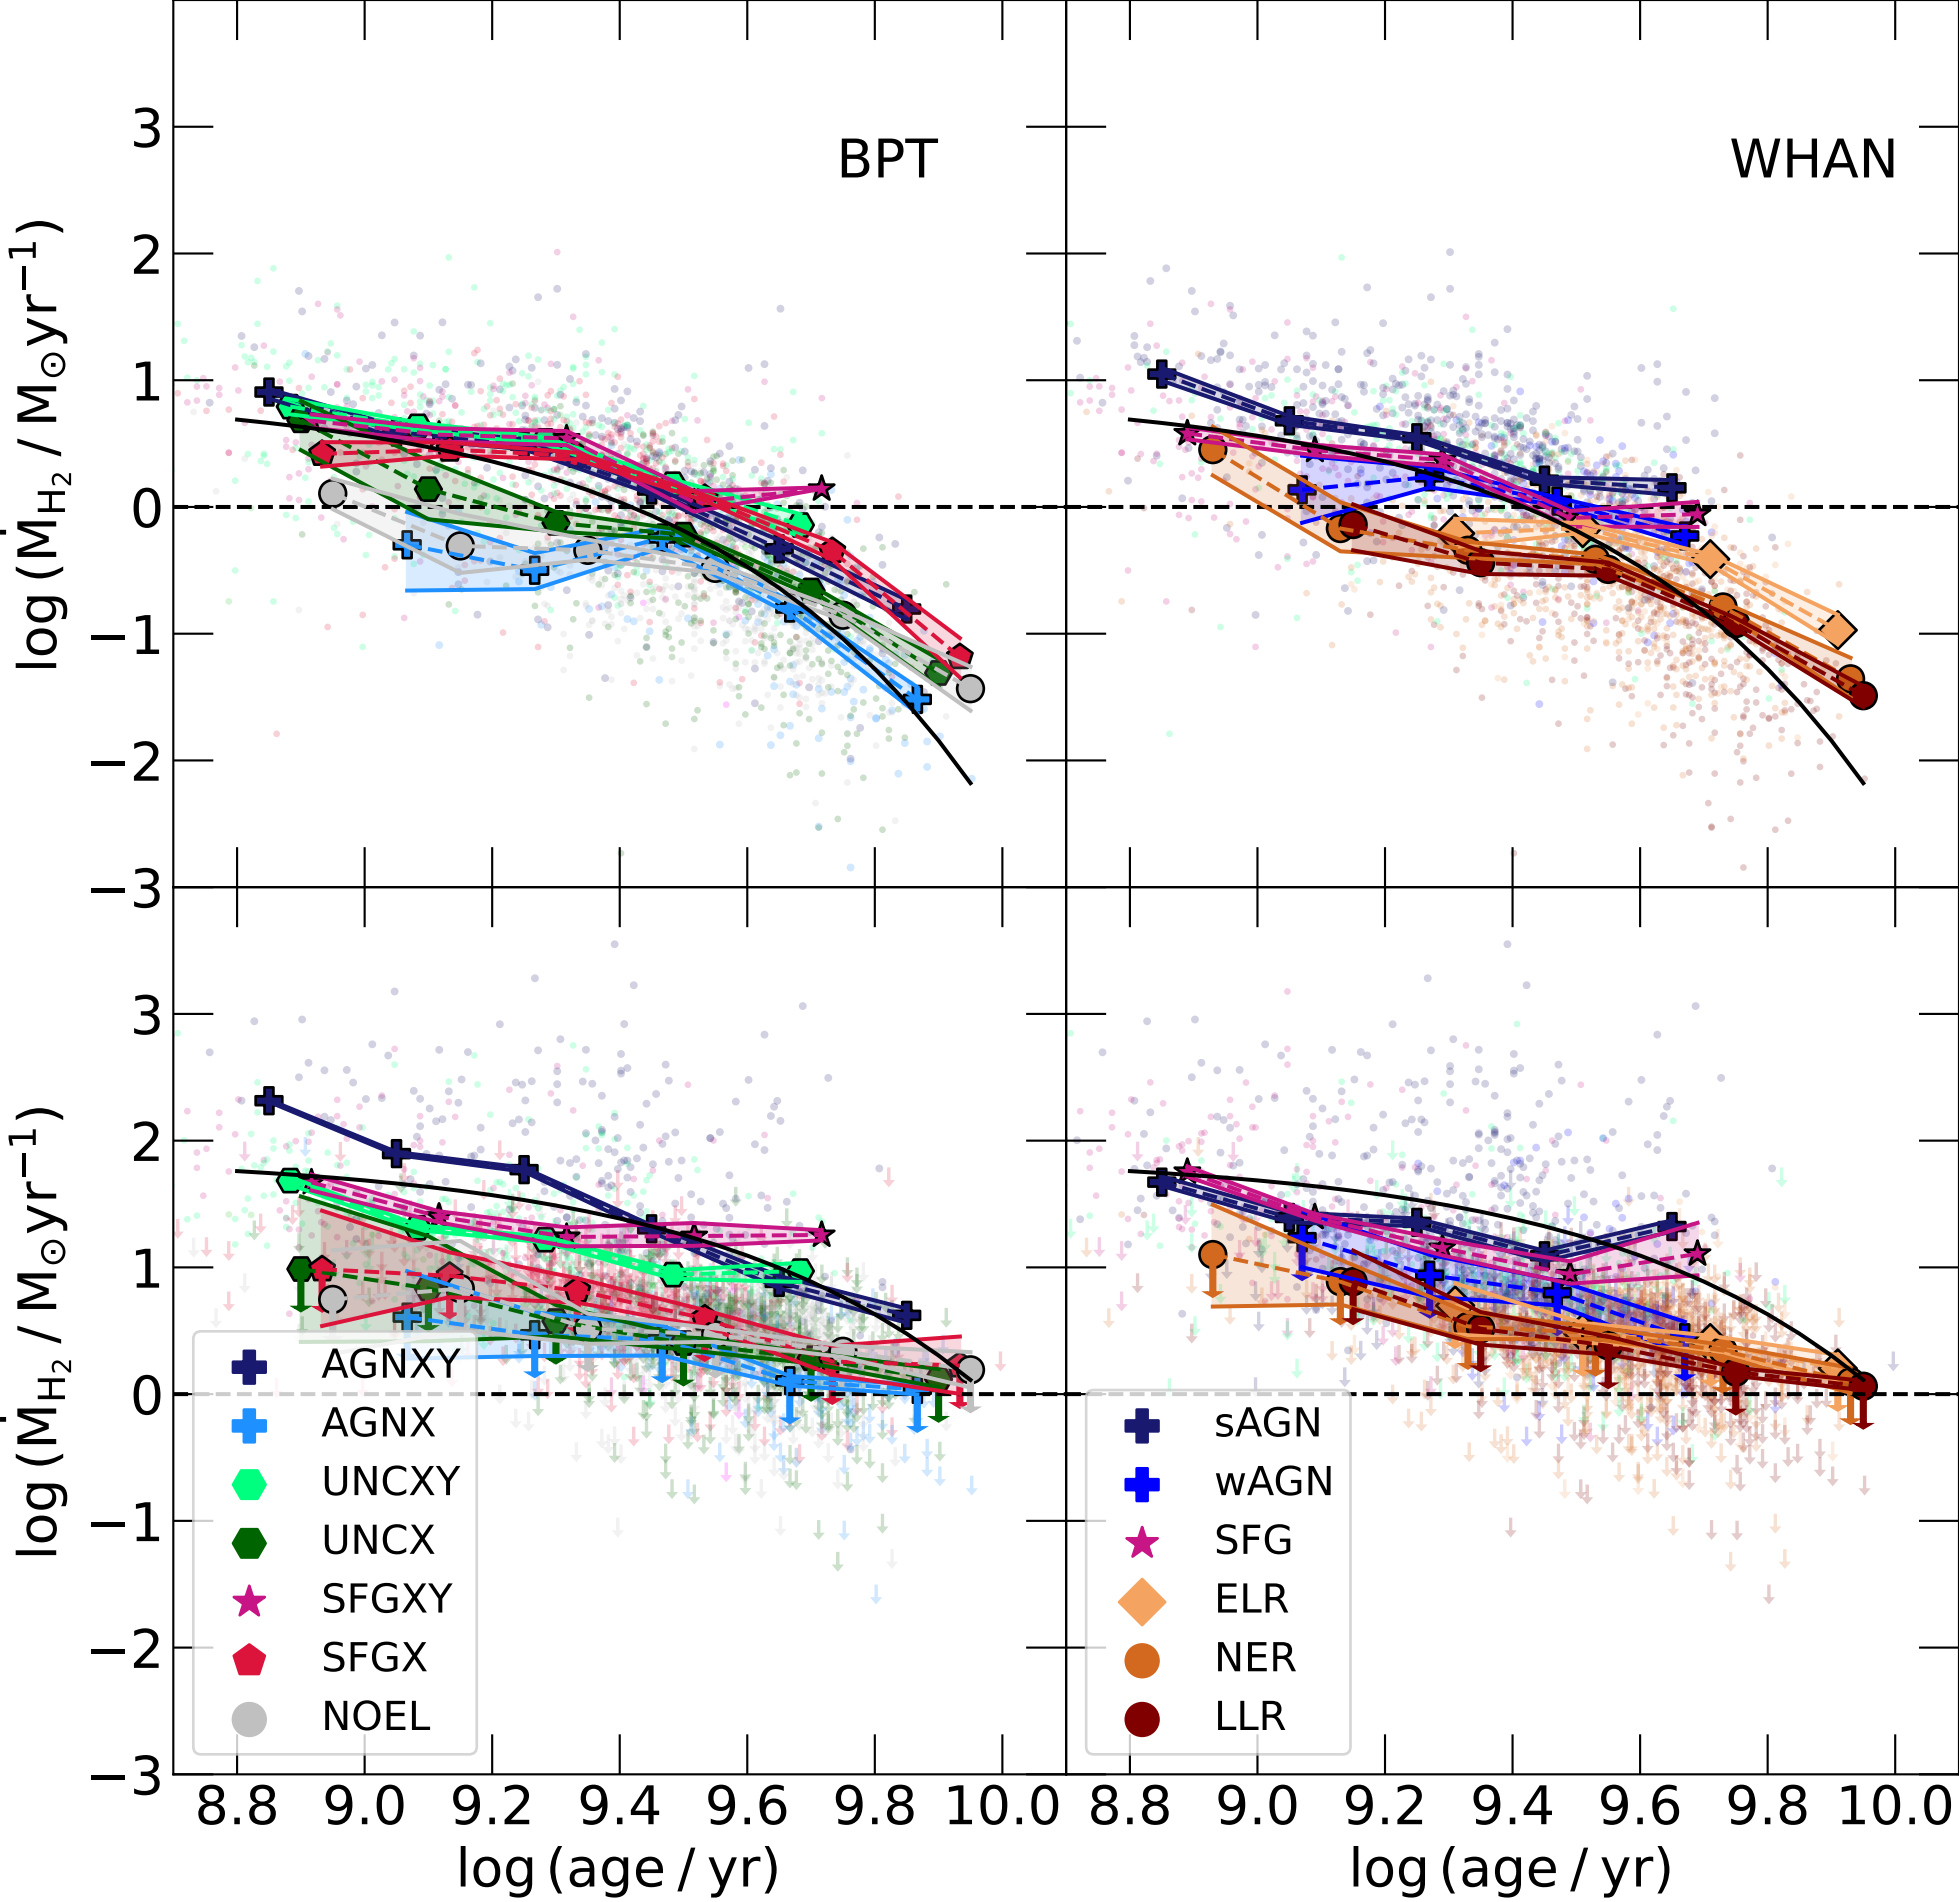 BPT
WHAN
3
2
1
0
−1
−2
−3
log (Ṁ_H₂ / M⊙yr⁻¹)
3
2
1
0
−1
−2
−3
log (Ṁ_H₂ / M⊙yr⁻¹)
AGNXY
AGNX
UNCXY
UNCX
SFGXY
SFGX
NOEL
sAGN
wAGN
SFG
ELR
NER
LLR
8.8 9.0 9.2 9.4 9.6 9.8 10.0
8.8 9.0 9.2 9.4 9.6 9.8 10.0
log (age / yr)
log (age / yr)